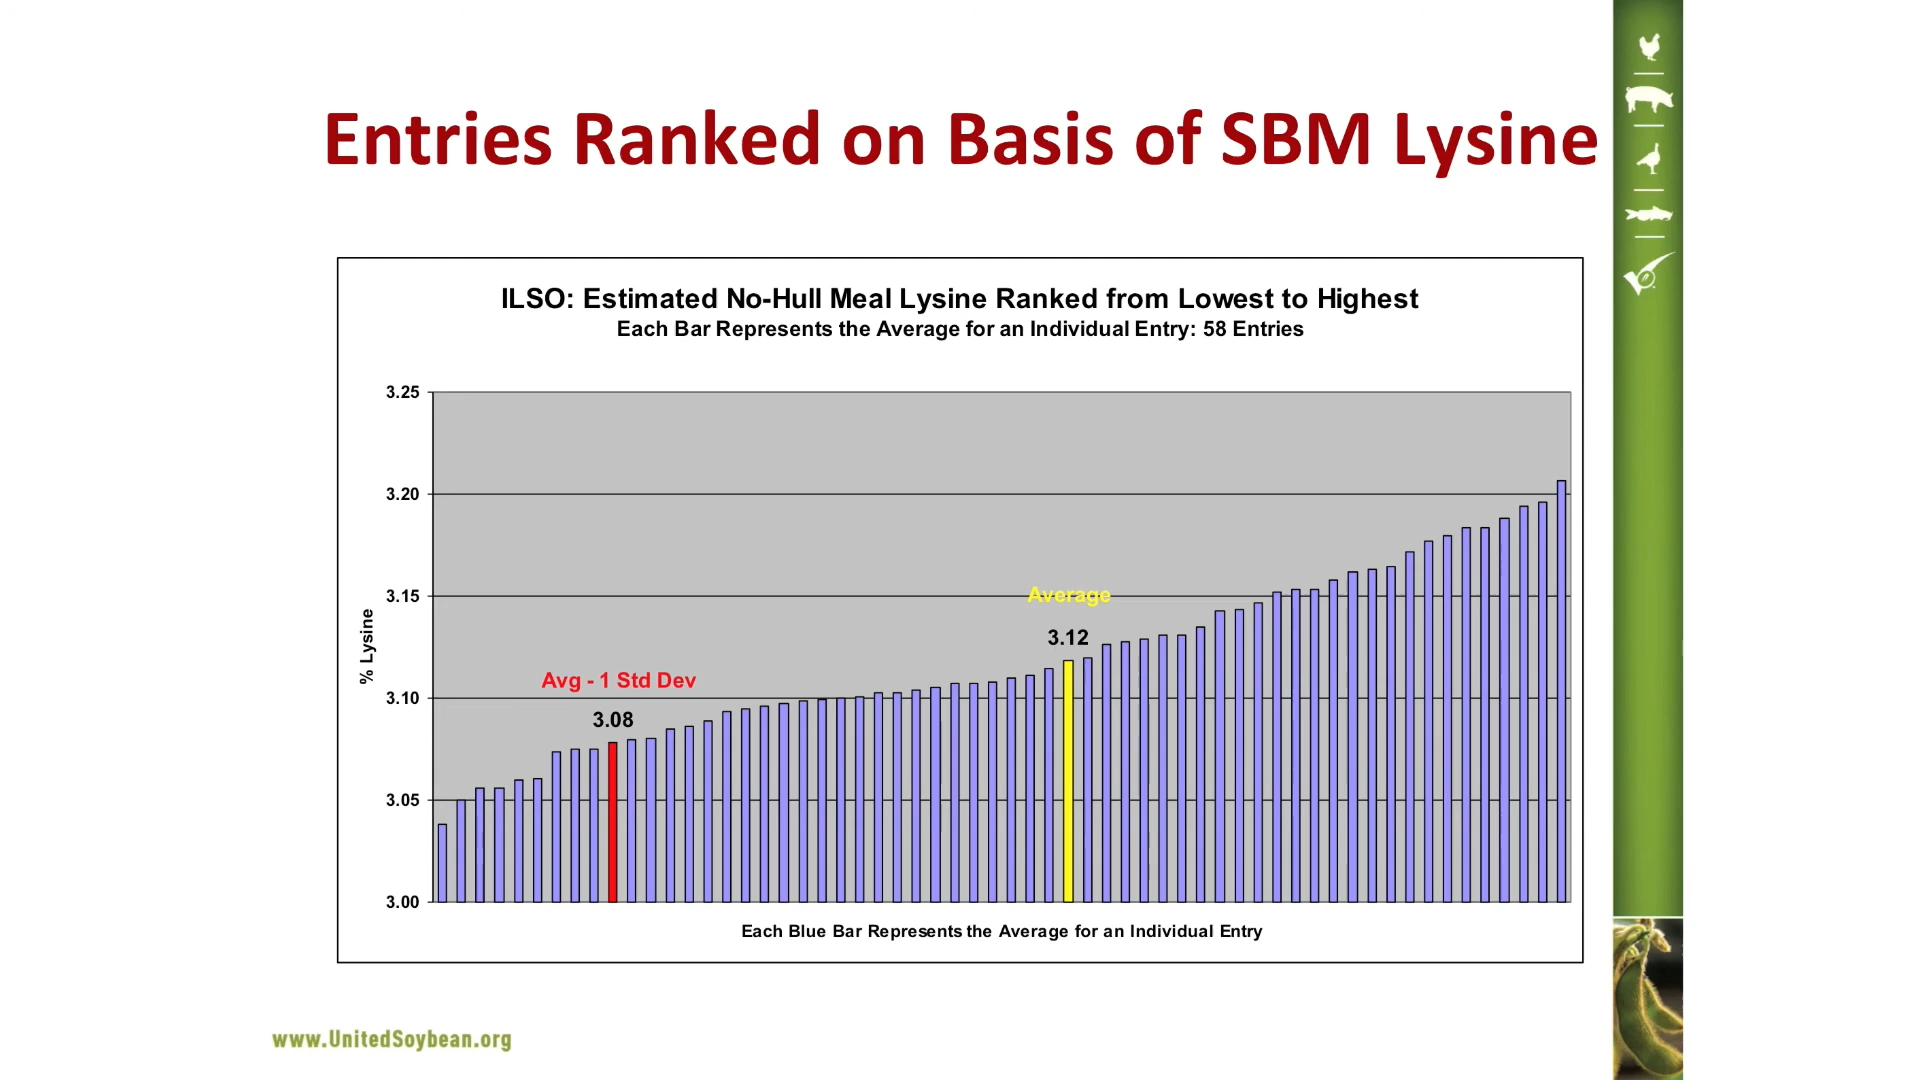 Entries Ranked on Basis of SBM Lysine
ILSO: Estimated No-Hull Meal Lysine Ranked from Lowest to Highest
Each Bar Represents the Average for an Individual Entry: 58 Entries
3.25
3.20
3.15
3.10
3.05
3.00
% Lysine
Average
3.12
Avg - 1 Std Dev
3.08
Each Blue Bar Represents the Average for an Individual Entry
www.UnitedSoybean.org